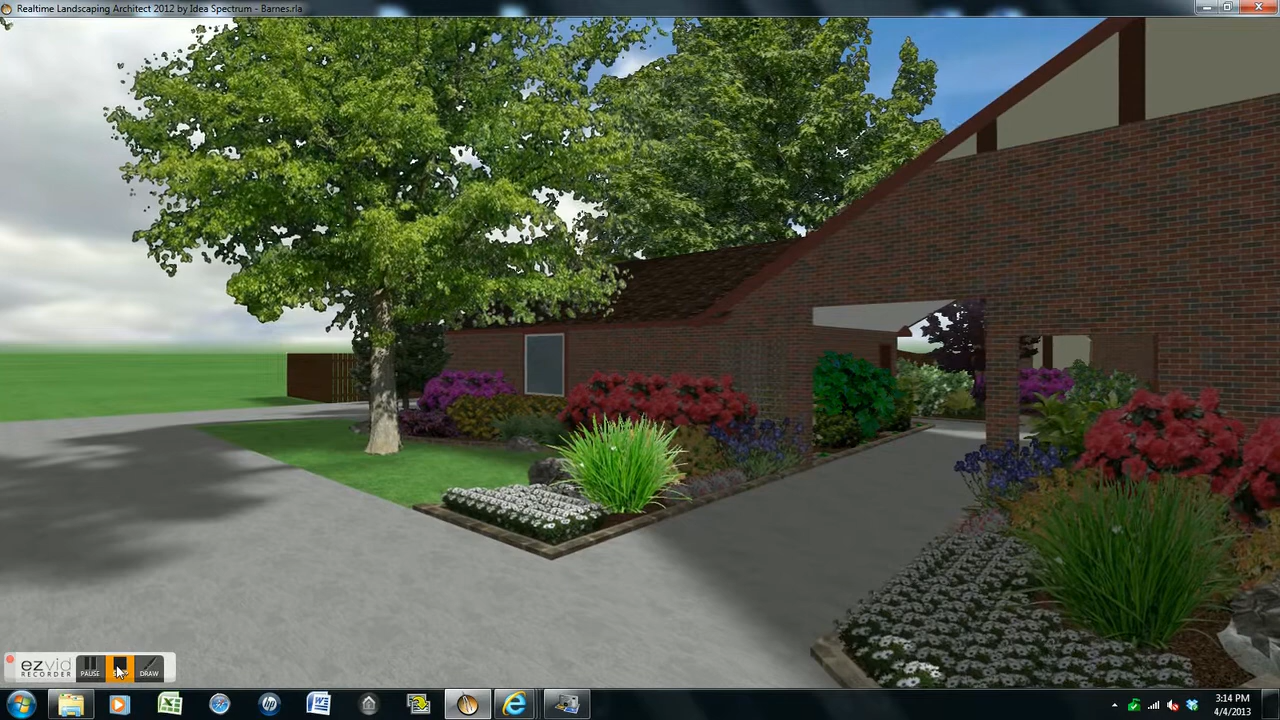 Realtime Landscaping Architect 2012 by Idea Spectrum - Barnes.rla
ezvid
RECORDER
PAUSE
DRAW
3:14 PM
4/4/2013